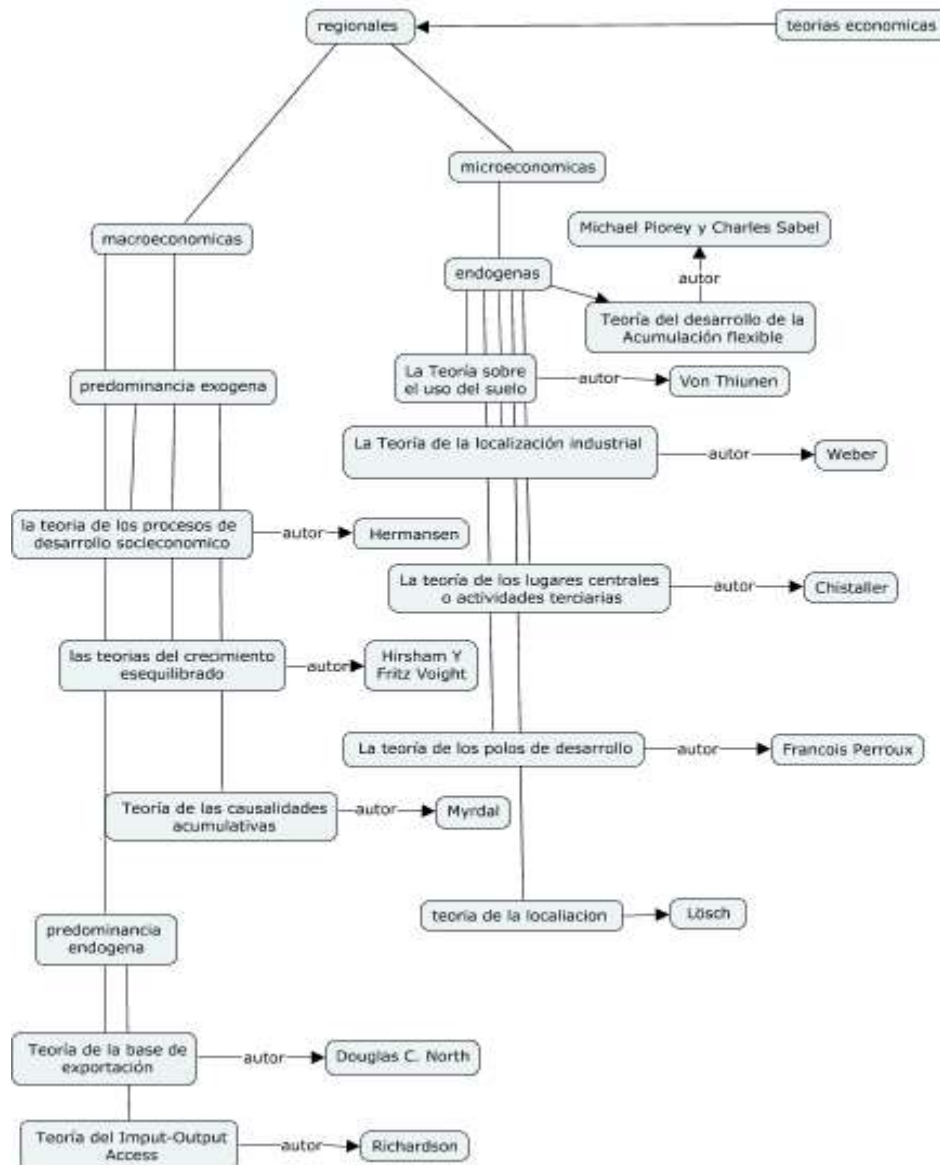 regionales
teorias economicas
microeconomicas
macroeconomicas
Michael Piorey y Charles Sabel
autor
endogenas
Teoría del desarrollo de la
Acumulación flexible
La Teoría sobre
el uso del suelo
autor
Von Thiunen
predominancia exogena
La Teoría de la localización industrial
autor
Weber
la teoria de los procesos de
desarrollo socieconomico
autor
Hermansen
La teoría de los lugares centrales
o actividades terciarias
autor
Chistaller
las teorias del crecimiento
esequilibrado
autor
Hirsham Y
Fritz Voight
La teoría de los polos de desarrollo
autor
Francois Perroux
Teoría de las causalidades
acumulativas
autor
Myrdal
teoria de la localiacion
Lösch
predominancia
endogena
Teoría de la base de
exportación
autor
Douglas C. North
Teoría del Imput-Output
Access
autor
Richardson